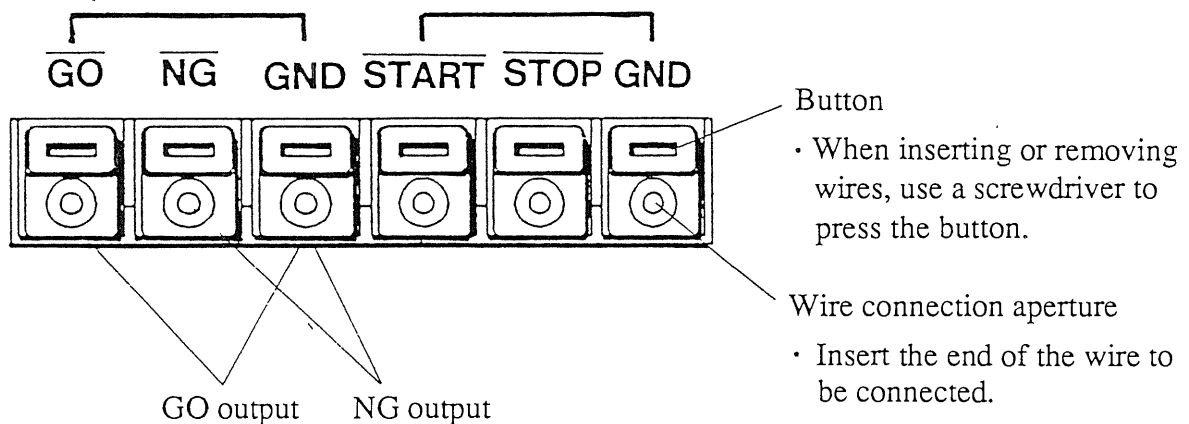 GO NG GND START STOP GND
Button
· When inserting or removing
wires, use a screwdriver to
press the button.
Wire connection aperture
· Insert the end of the wire to
be connected.
GO output NG output